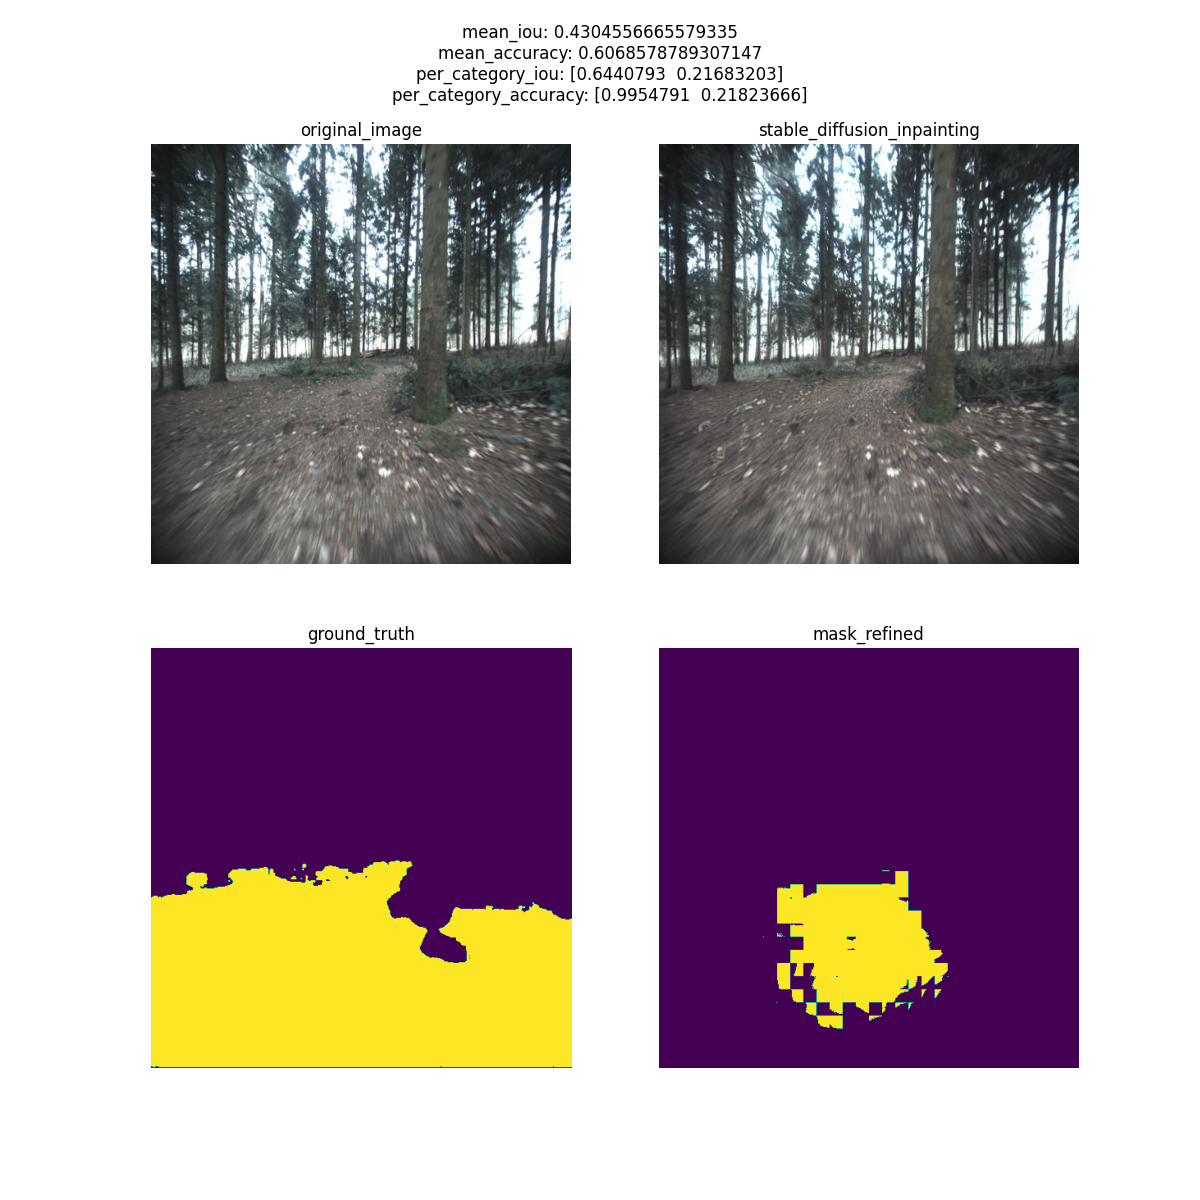 mean_iou: 0.4304556665579335
mean_accuracy: 0.6068578789307147
per_category_iou: [0.6440793 0.21683203]
per_category_accuracy: [0.9954791 0.21823666]
original_image
stable_diffusion_inpainting
ground_truth
mask_refined